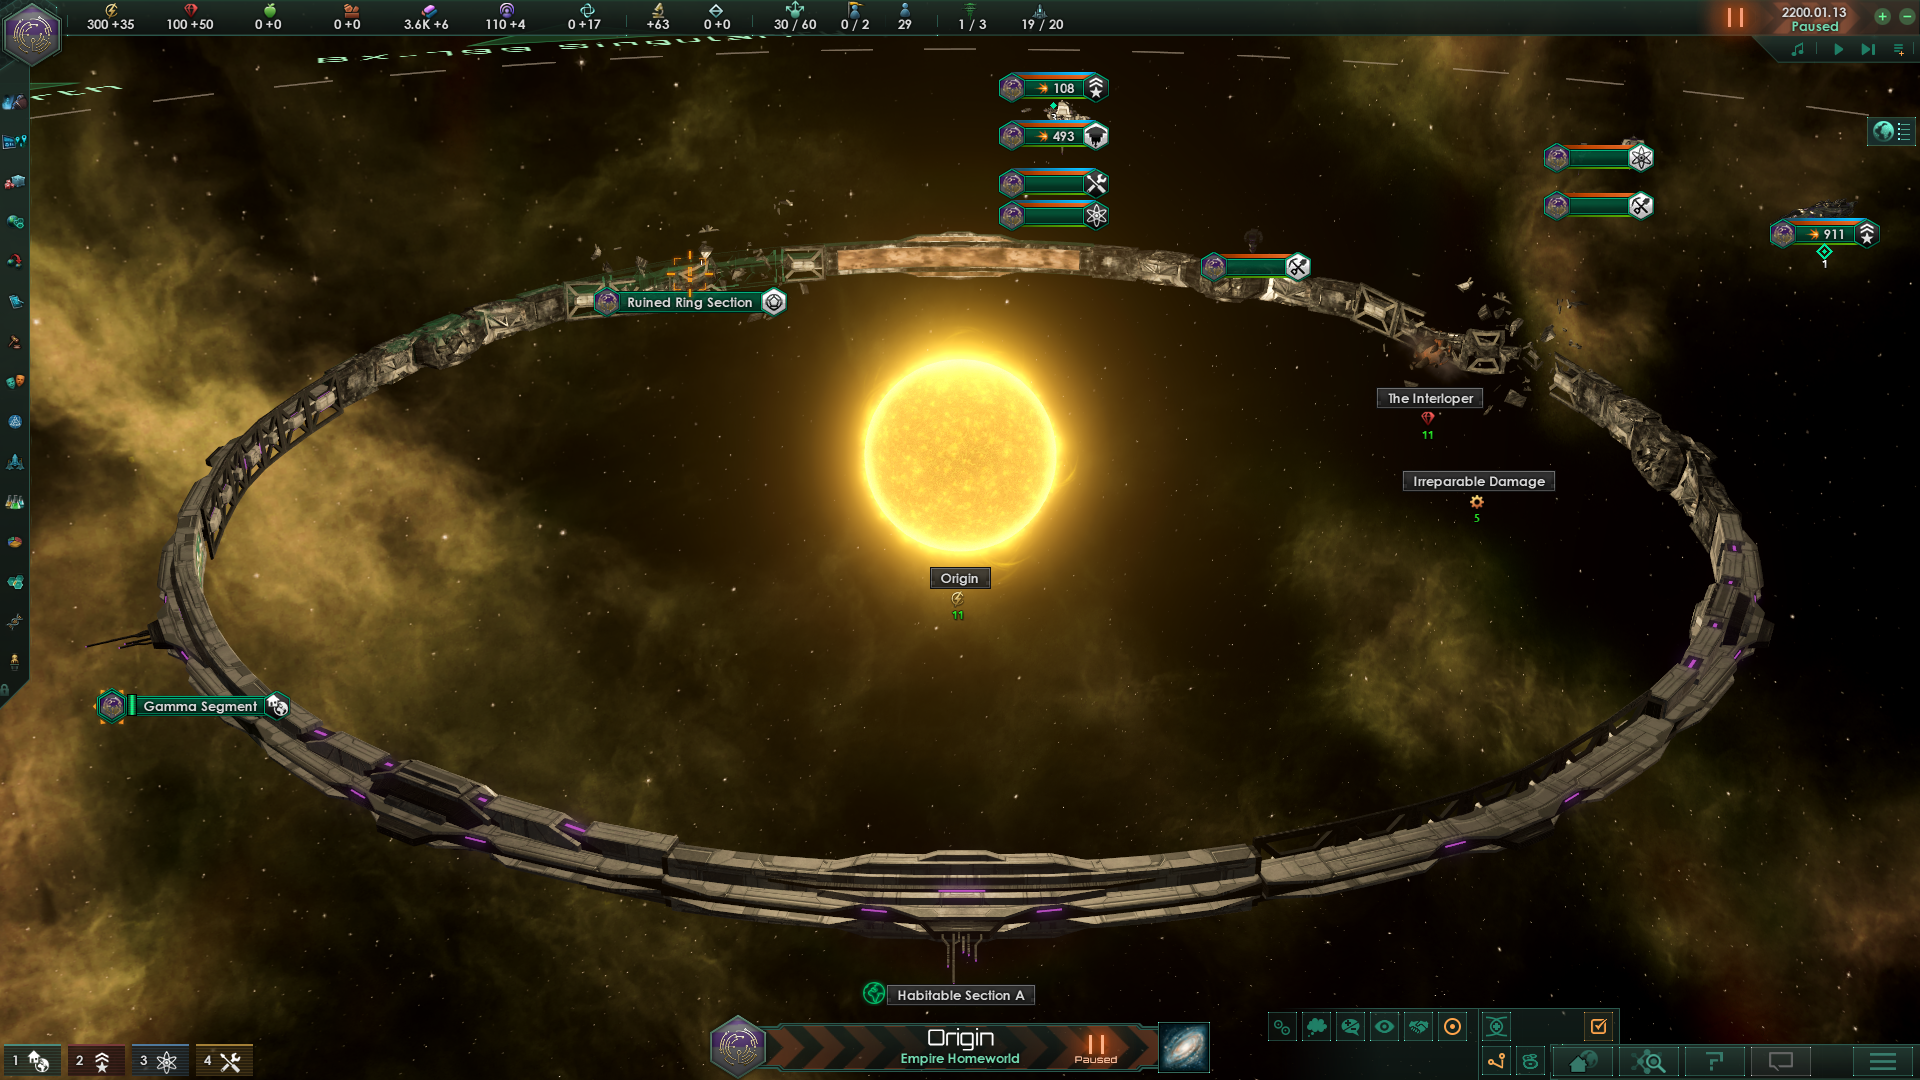 300 +35
100 +50
0 +0
0 +0
3.6K +6
110 +4
0 +17
+63
0 +0
30 / 60
0 / 2
29
1 / 3
19 / 20
2200.01.13
Paused
108
493
911
1
Ruined Ring Section
The Interloper
11
Irreparable Damage
5
Origin
11
Gamma Segment
Habitable Section A
Origin
Empire Homeworld
Paused
1
2
3
4